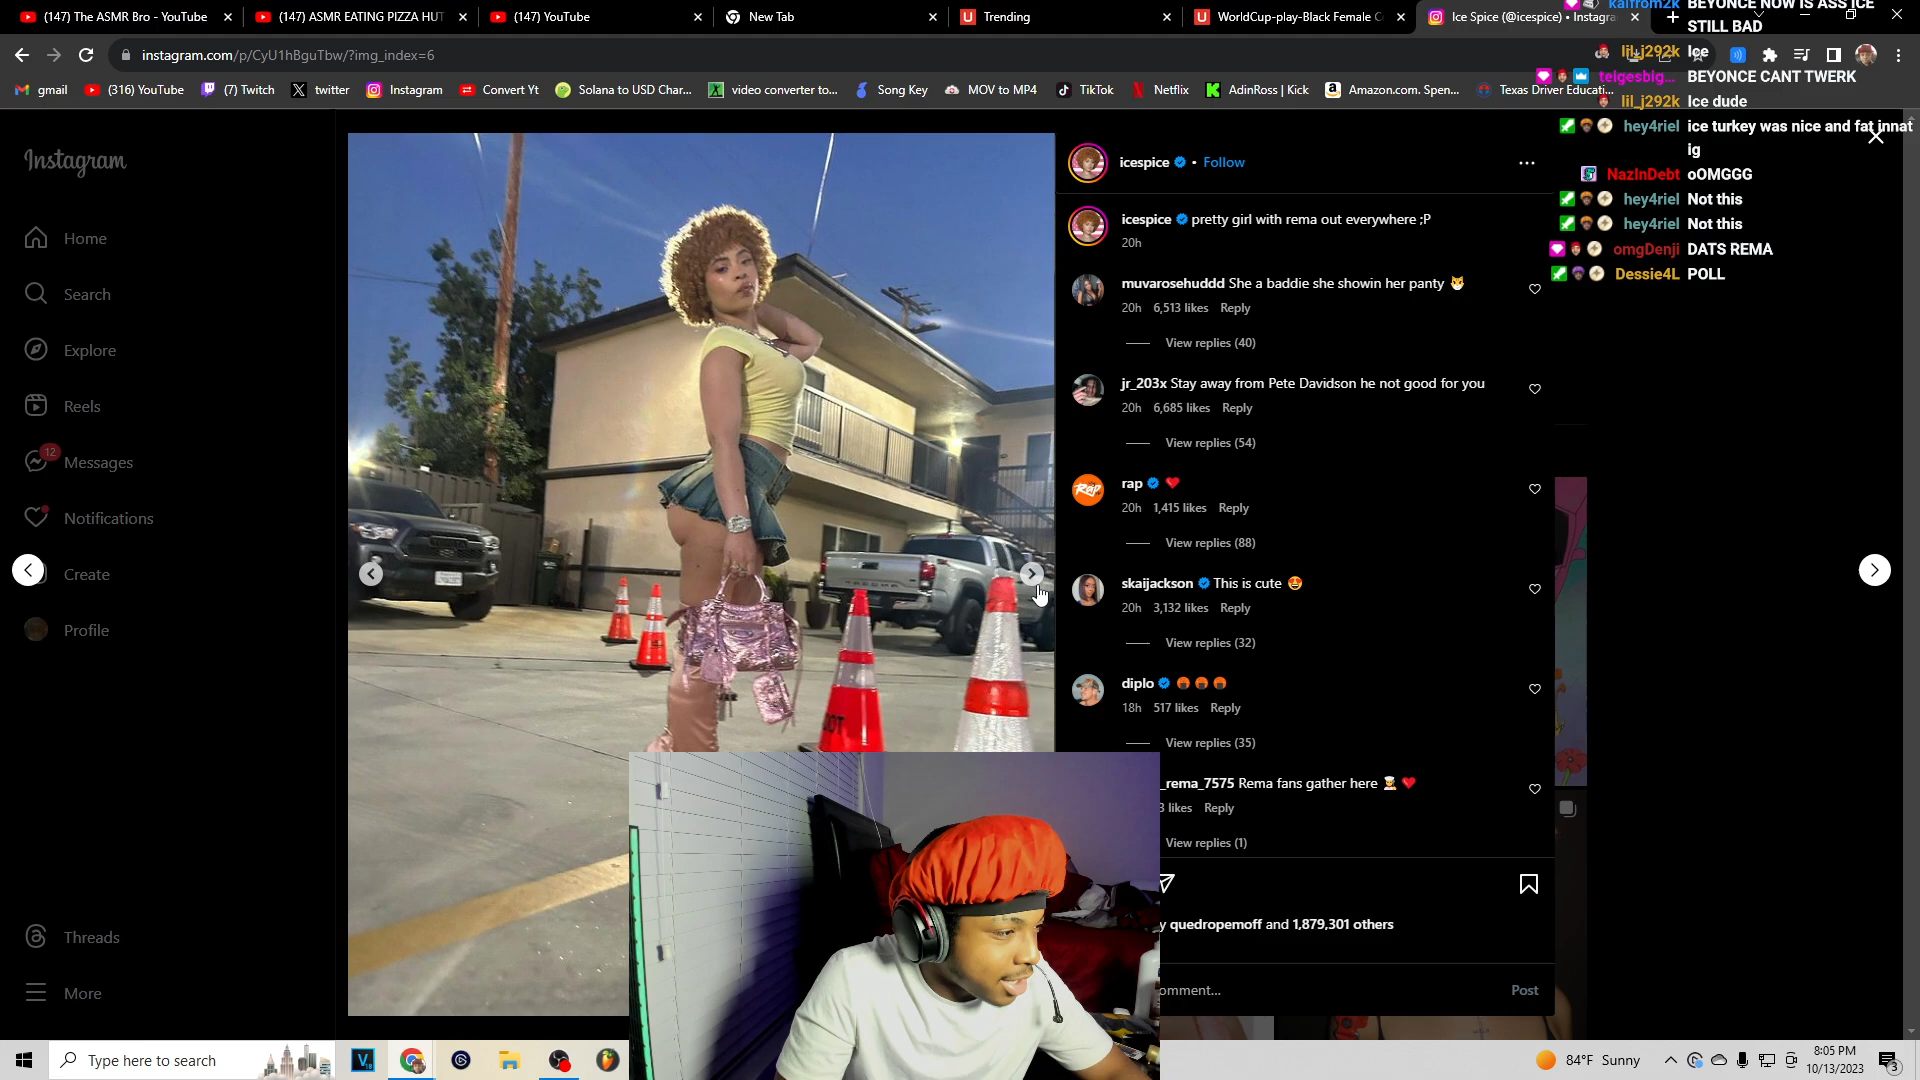 (147) The ASMR Bro - YouTube
(147) ASMR EATING PIZZA HUT
(147) YouTube
New Tab
Trending
WorldCup-play-Black Female C
Ice Spice (@icespice) • Instagra
instagram.com/p/CyU1hBguTbw/?img_index=6
gmail
(316) YouTube
(7) Twitch
twitter
Instagram
Convert Yt
Solana to USD Char...
video converter to...
Song Key
MOV to MP4
TikTok
Netflix
AdinRoss | Kick
Amazon.com. Spen...
Texas Driver Educati...
kaifrom2k BEYONCE NOW IS ASS ICE
STILL BAD
lil_j292k Ice
teigesbig... BEYONCE CANT TWERK
lil_j292k Ice dude
hey4riel ice turkey was nice and fat innat
ig
NazInDebt oOMGGG
hey4riel Not this
hey4riel Not this
omgDenji DATS REMA
Dessie4L POLL
Instagram
Home
Search
Explore
Reels
12
Messages
Notifications
Create
Profile
Threads
More
icespice • Follow
icespice pretty girl with rema out everywhere ;P
20h
muvarosehuddd She a baddie she showin her panty
20h 6,513 likes Reply
View replies (40)
jr_203x Stay away from Pete Davidson he not good for you
20h 6,685 likes Reply
View replies (54)
rap
20h 1,415 likes Reply
View replies (88)
skaijackson This is cute
20h 3,132 likes Reply
View replies (32)
diplo
18h 517 likes Reply
View replies (35)
_rema_7575 Rema fans gather here
3 likes Reply
View replies (1)
y quedropemoff and 1,879,301 others
omment...
Post
Type here to search
84°F Sunny
8:05 PM
10/13/2023
3